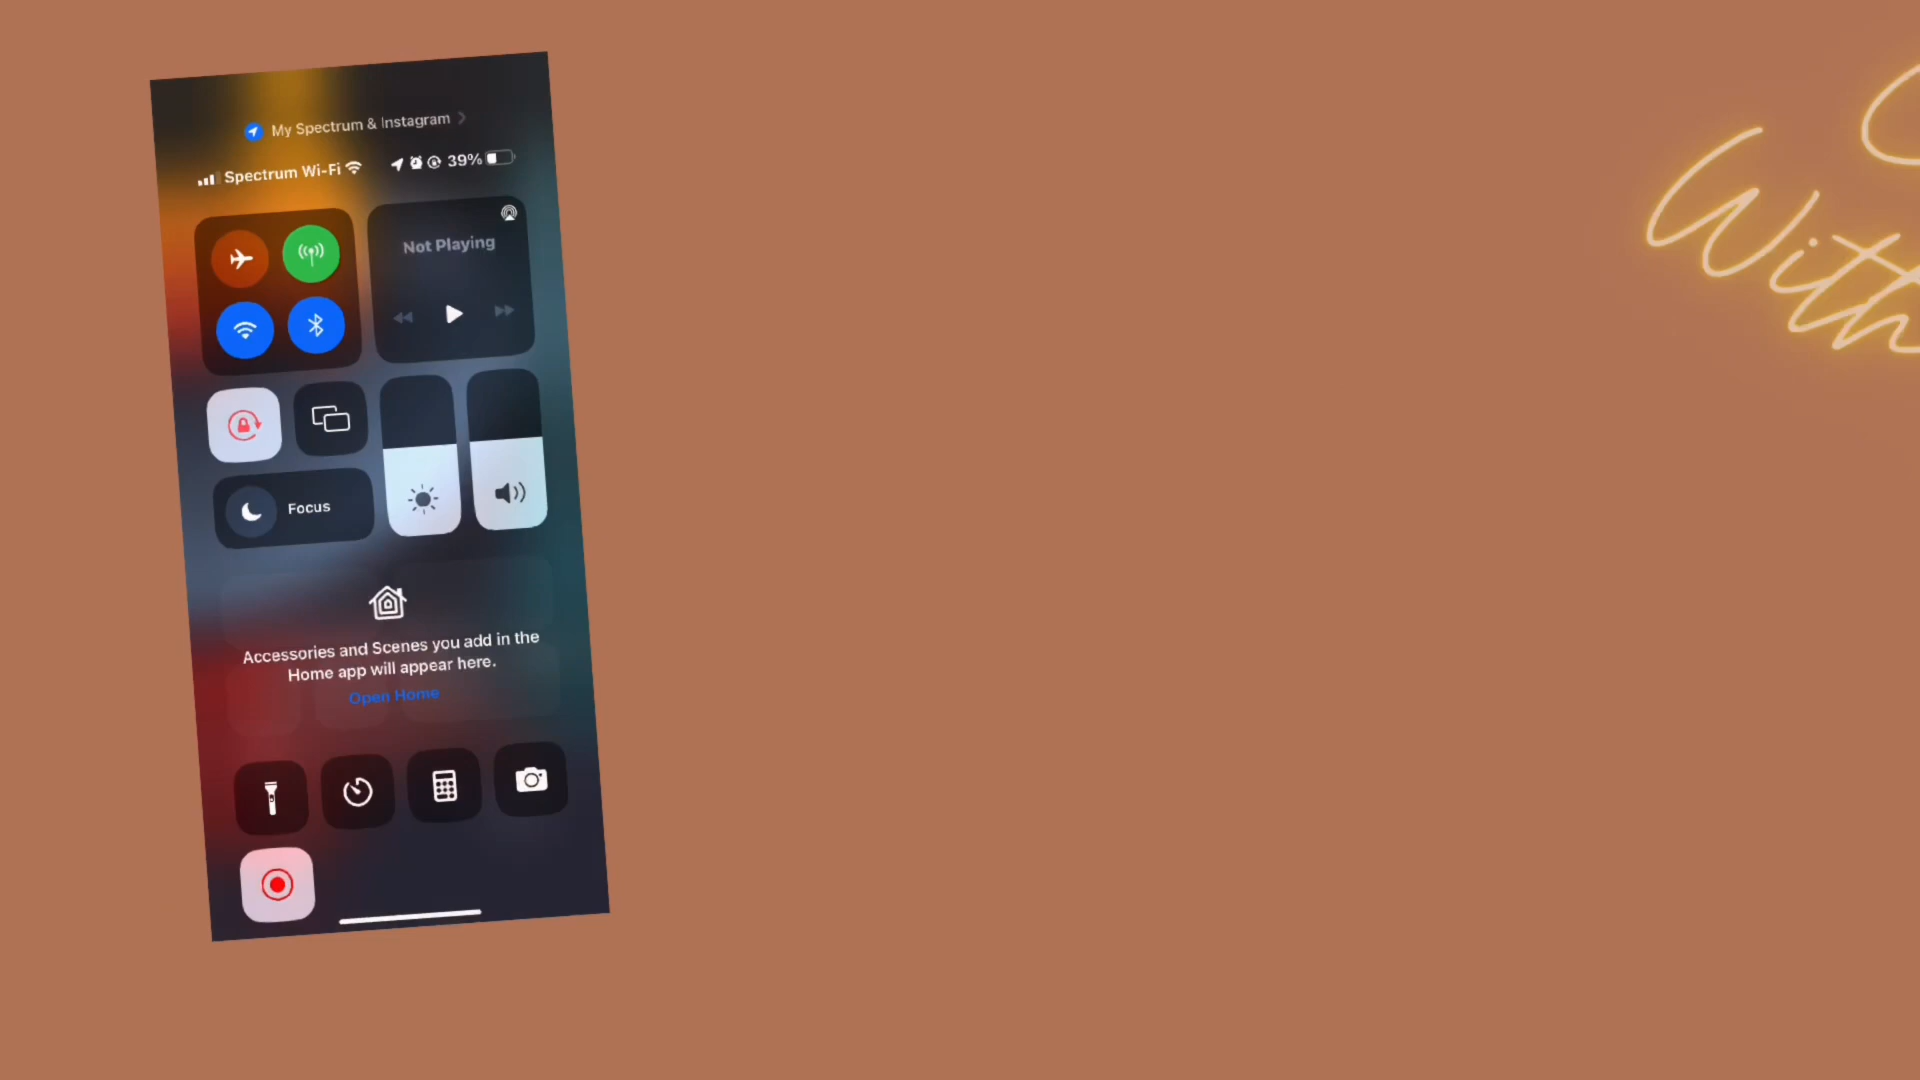 My Spectrum & Instagram
Spectrum Wi-Fi 39%
Not Playing
Focus
Accessories and Scenes you add in the
Home app will appear here.
Open Home
With